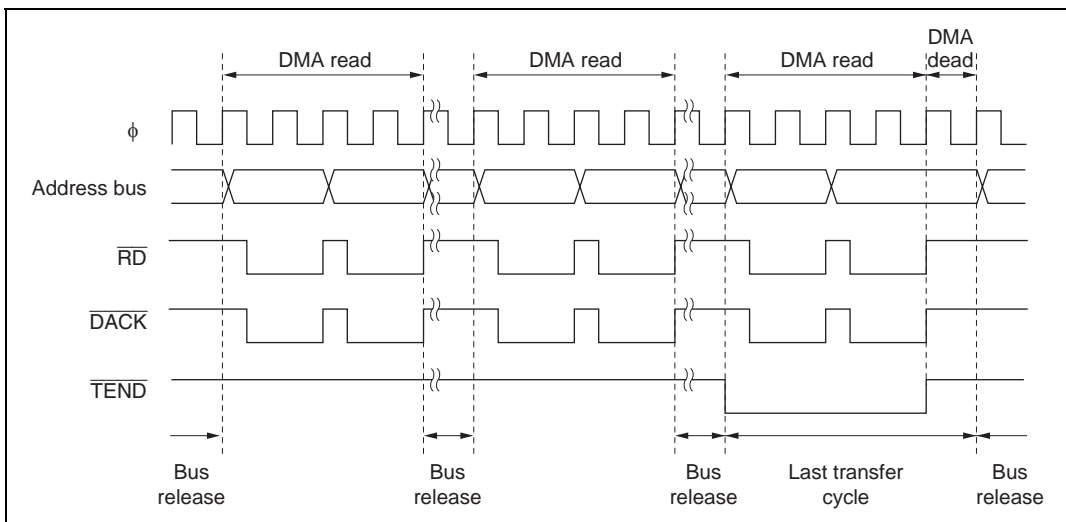 DMA read
DMA read
DMA read
DMA
dead
ϕ
Address bus
RD
DACK
TEND
Bus
release
Bus
release
Bus
release
Last transfer
cycle
Bus
release